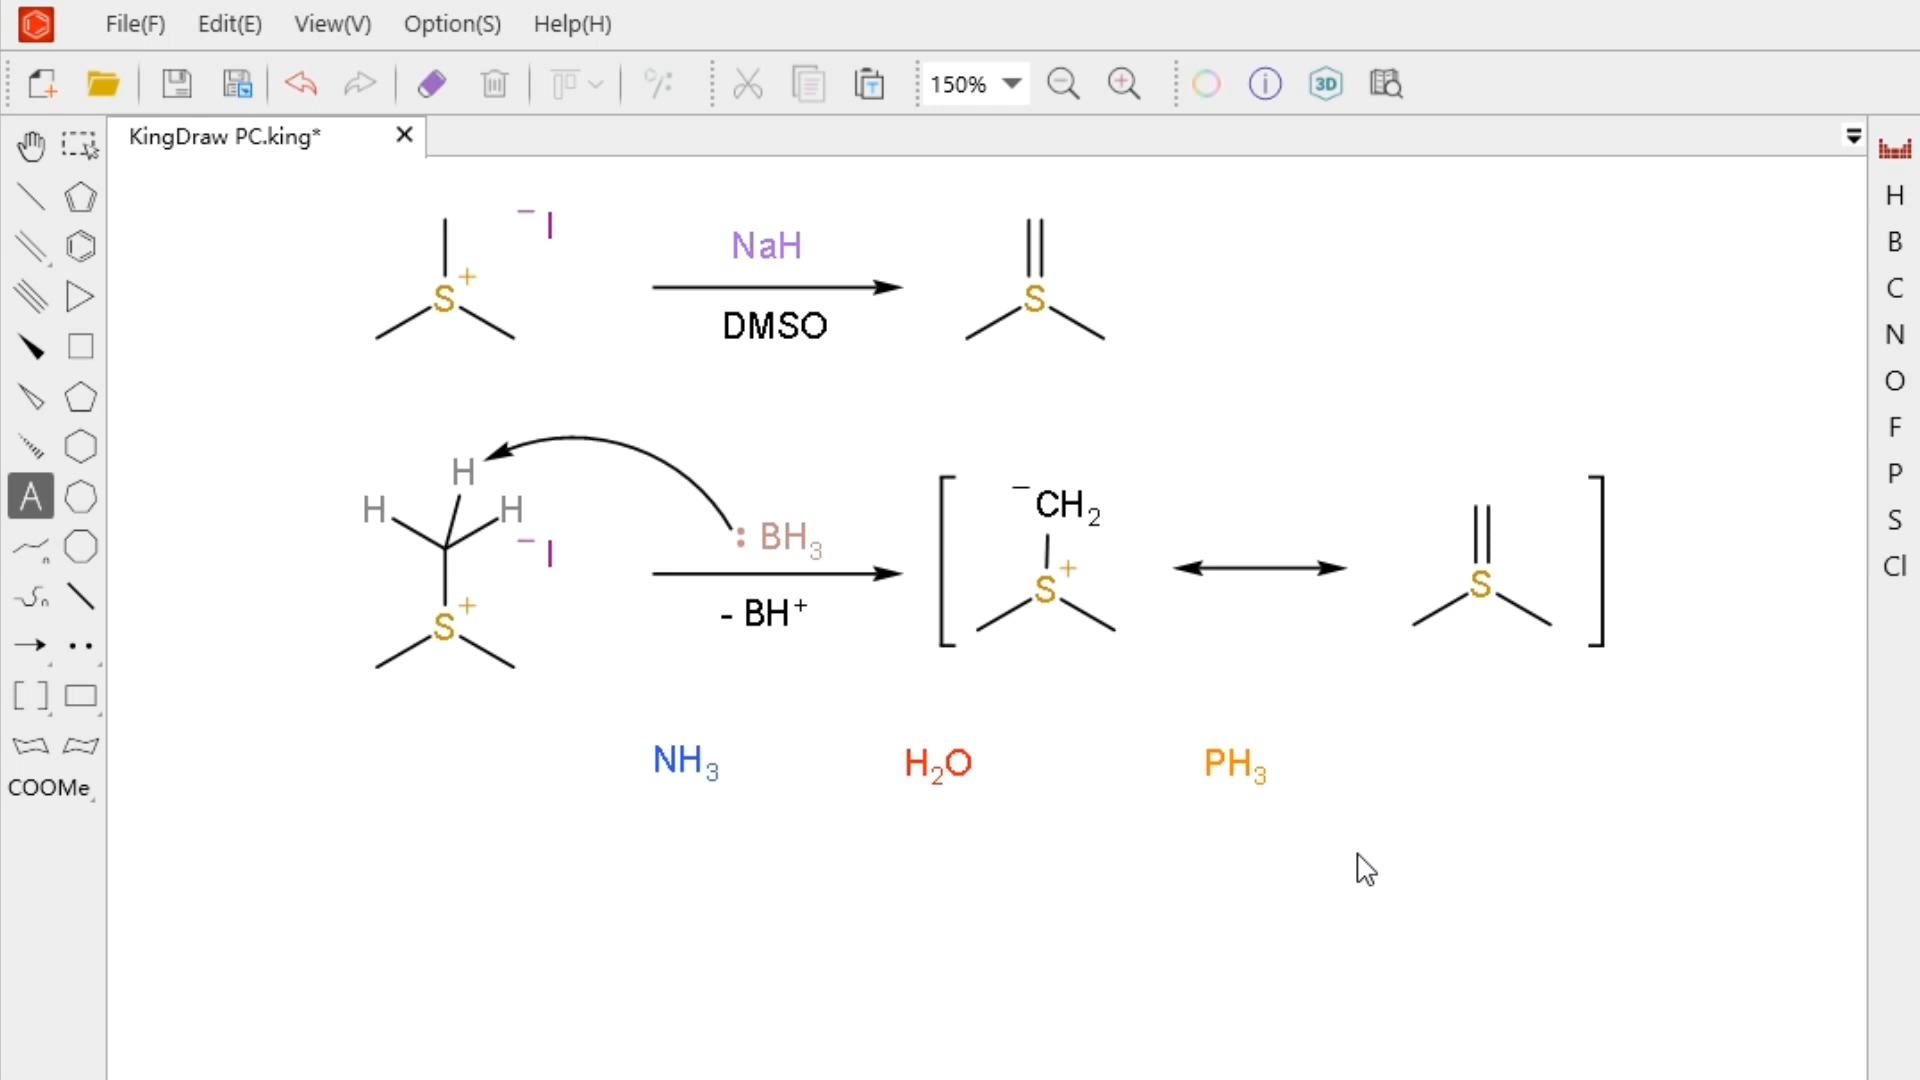 File(F) Edit(E) View(V) Option(S) Help(H)
150% 3D
KingDraw PC.king*
H
B
C
N
O
F
P
S
Cl
A
COOMe
− I
NaH
S +
S
DMSO
H
H H
− I
: BH₃
- BH⁺
S +
− CH₂
S +
S
NH₃ H₂O PH₃